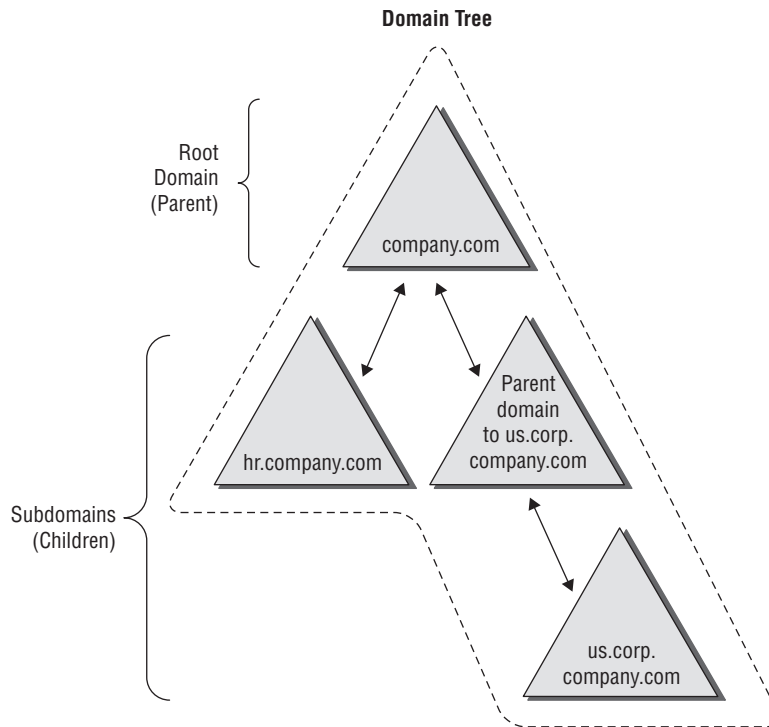 Domain Tree
Root
Domain
(Parent)
company.com
Parent
domain
to us.corp.
company.com
hr.company.com
Subdomains
(Children)
us.corp.
company.com